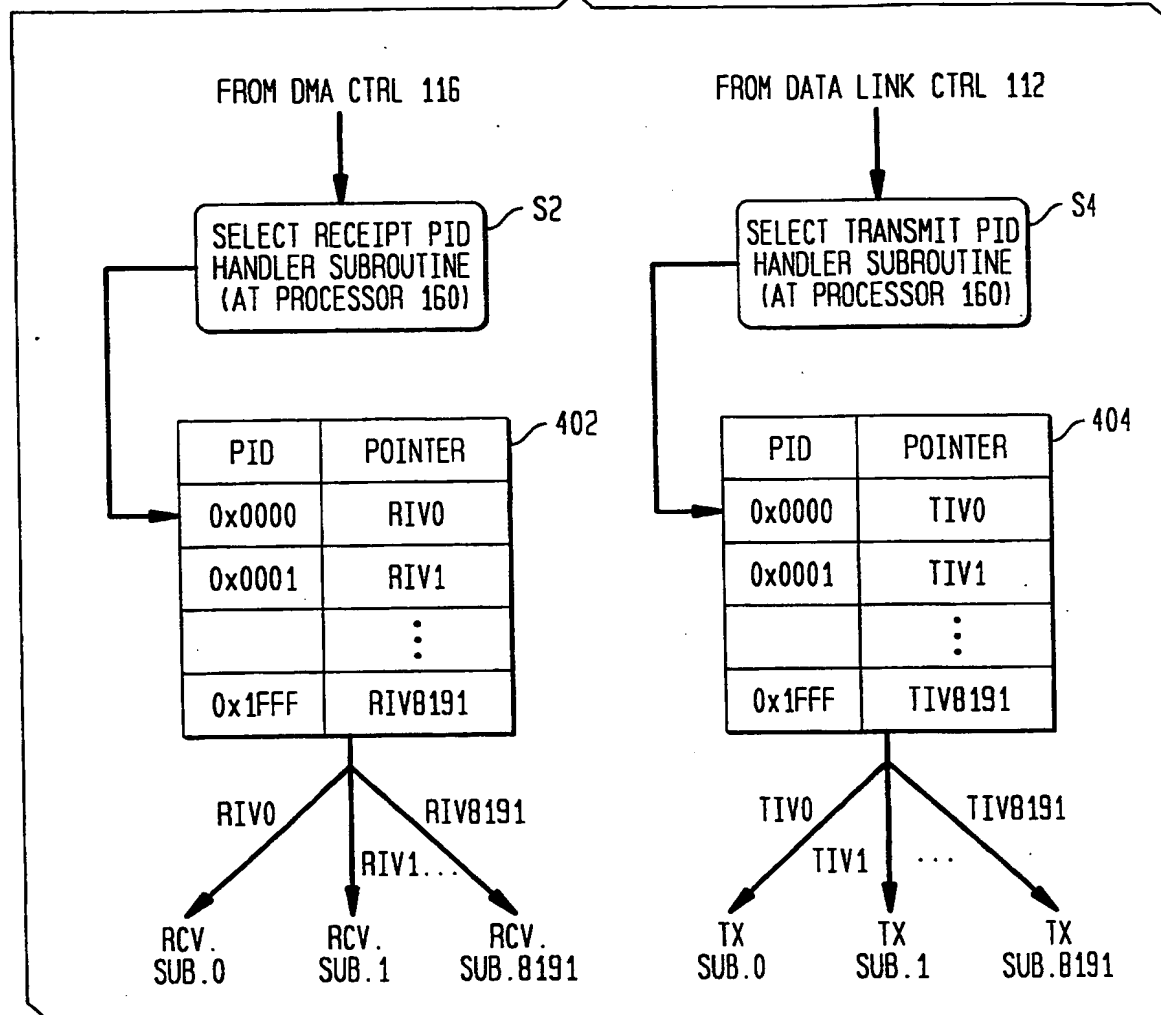 FROM DMA CTRL 116
SELECT RECEIPT PID
HANDLER SUBROUTINE
(AT PROCESSOR 160)
S2
402
PID POINTER
0x0000 RIV0
0x0001 RIV1
⋮
0x1FFF RIV8191
RIV0
RIV1...
RIV8191
RCV.
SUB.0
RCV.
SUB.1
RCV.
SUB.8191
FROM DATA LINK CTRL 112
SELECT TRANSMIT PID
HANDLER SUBROUTINE
(AT PROCESSOR 160)
S4
404
PID POINTER
0x0000 TIV0
0x0001 TIV1
⋮
0x1FFF TIV8191
TIV0
TIV1 ...
TIV8191
TX
SUB.0
TX
SUB.1
TX
SUB.8191